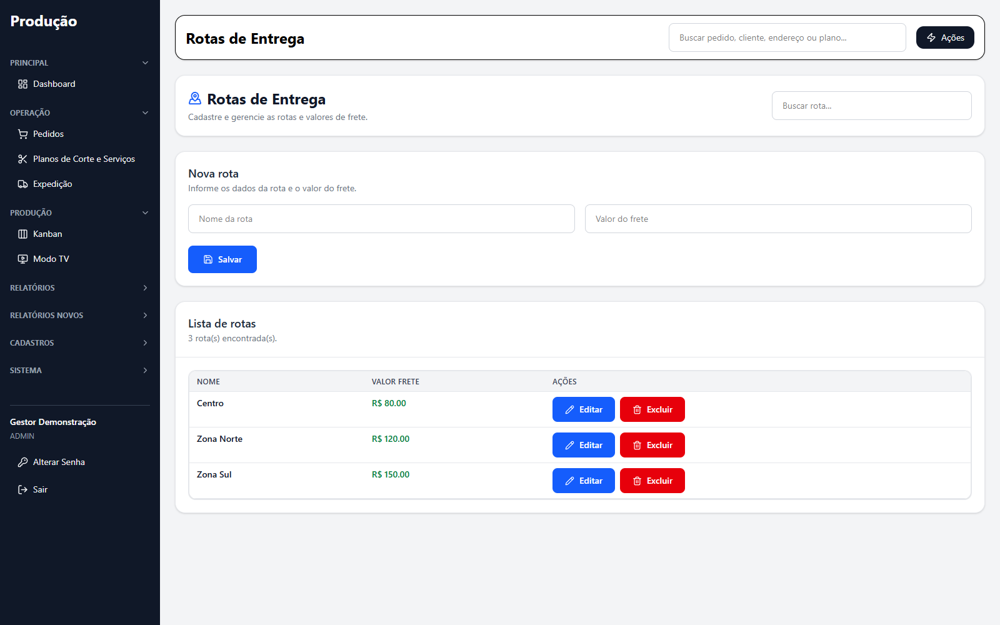 Produção
PRINCIPAL
Dashboard
OPERAÇÃO
Pedidos
Planos de Corte e Serviços
Expedição
PRODUÇÃO
Kanban
Modo TV
RELATÓRIOS
RELATÓRIOS NOVOS
CADASTROS
SISTEMA
Gestor Demonstração
ADMIN
Alterar Senha
Sair
Rotas de Entrega
Buscar pedido, cliente, endereço ou plano...
Ações
Rotas de Entrega
Cadastre e gerencie as rotas e valores de frete.
Buscar rota...
Nova rota
Informe os dados da rota e o valor do frete.
Nome da rota
Valor do frete
Salvar
Lista de rotas
3 rota(s) encontrada(s).
NOME VALOR FRETE AÇÕES
Centro R$ 80.00 Editar Excluir
Zona Norte R$ 120.00 Editar Excluir
Zona Sul R$ 150.00 Editar Excluir